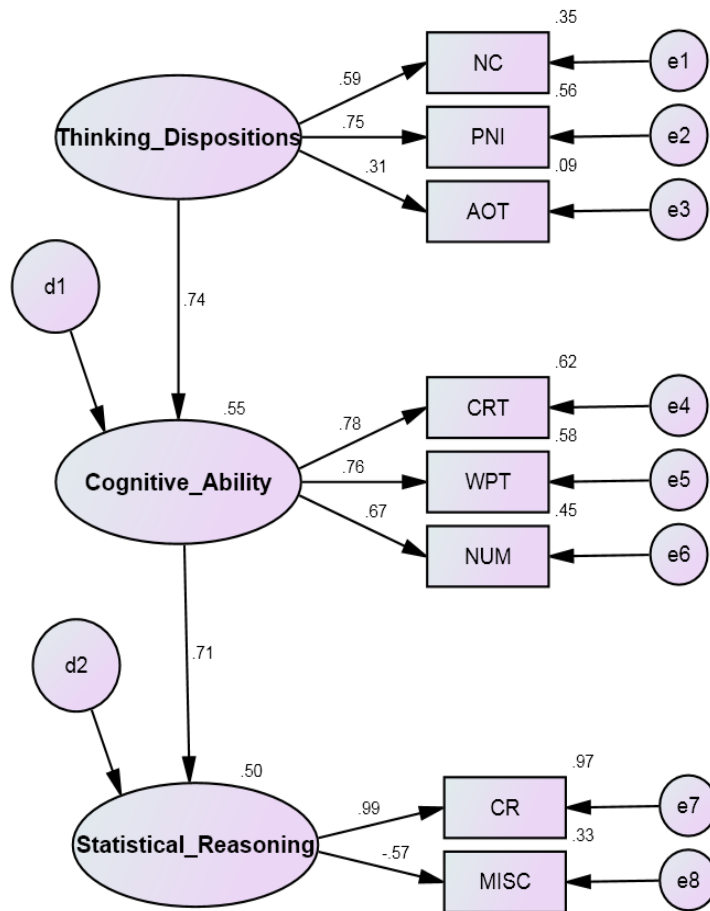 .35
NC
e1
.59
.56
Thinking_Dispositions
.75
PNI
e2
.09
.31
AOT
e3
d1
.74
.62
CRT
e4
.55
.78
.58
Cognitive_Ability
.76
WPT
e5
.45
.67
NUM
e6
d2
.71
.97
.50
.99
CR
e7
.33
Statistical_Reasoning
-.57
MISC
e8